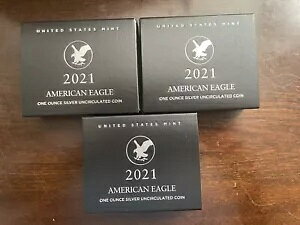 UNITED STATES MINT
2021
AMERICAN EAGLE
ONE OUNCE SILVER UNCIRCULATED COIN
UNITED STATES MINT
2021
AMERICAN EAGLE
ONE OUNCE SILVER UNCIRCULATED COIN
UNITED STATES MINT
2021
AMERICAN EAGLE
ONE OUNCE SILVER UNCIRCULATED COIN